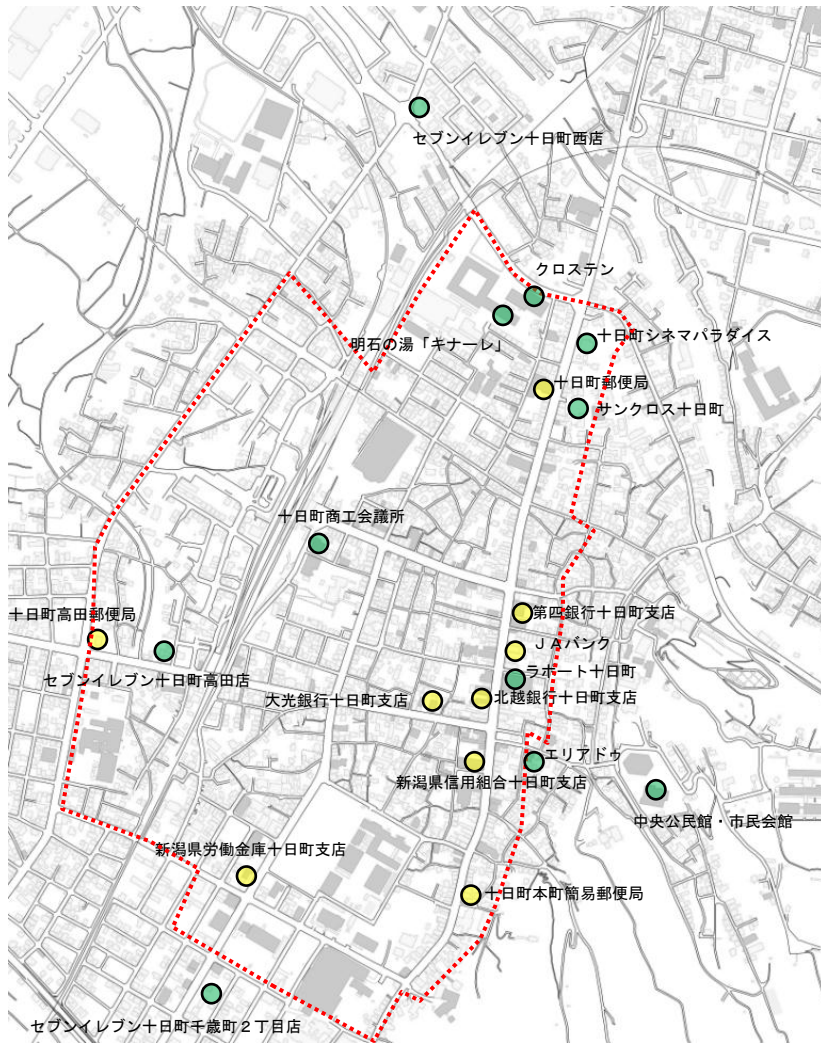 セブンイレブン十日町西店
クロステン
十日町シネマパラダイス
明石の湯「キナーレ」
十日町郵便局
サンクロス十日町
十日町商工会議所
十日町高田郵便局
第四銀行十日町支店
ＪＡバンク
ラポート十日町
セブンイレブン十日町高田店
大光銀行十日町支店
北越銀行十日町支店
エリアドゥ
新潟県信用組合十日町支店
中央公民館・市民会館
新潟県労働金庫十日町支店
十日町本町簡易郵便局
セブンイレブン十日町千歳町２丁目店